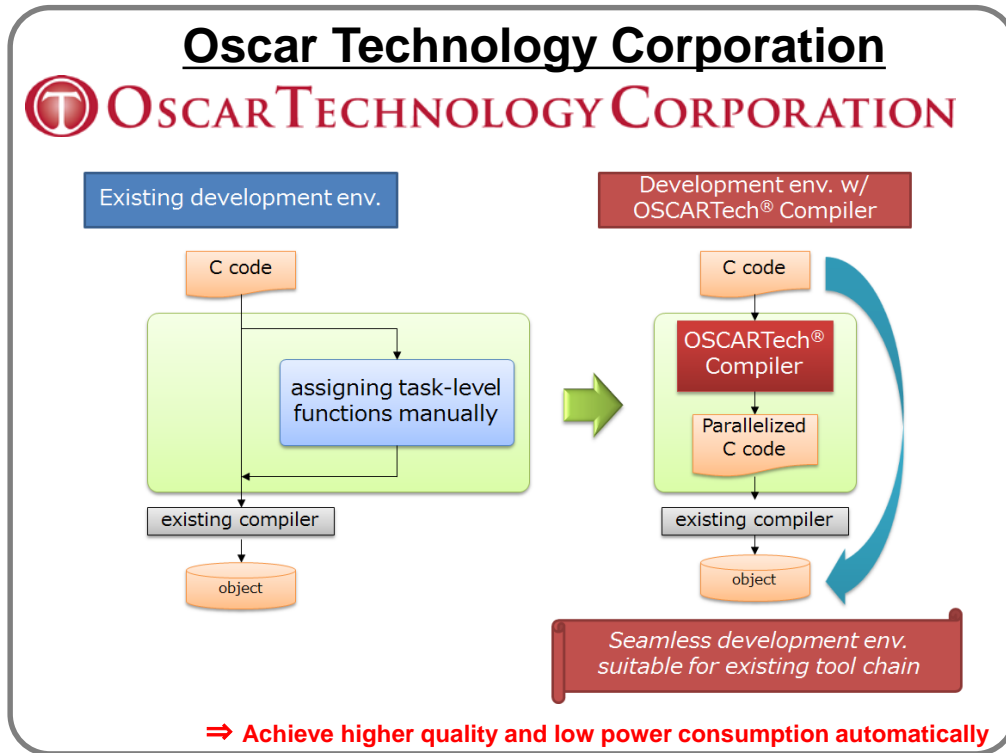 Oscar Technology Corporation
T OSCAR TECHNOLOGY CORPORATION
Existing development env.
C code
assigning task-level
functions manually
existing compiler
object
Development env. w/
OSCARTech® Compiler
C code
OSCARTech®
Compiler
Parallelized
C code
existing compiler
object
Seamless development env.
suitable for existing tool chain
⇒ Achieve higher quality and low power consumption automatically